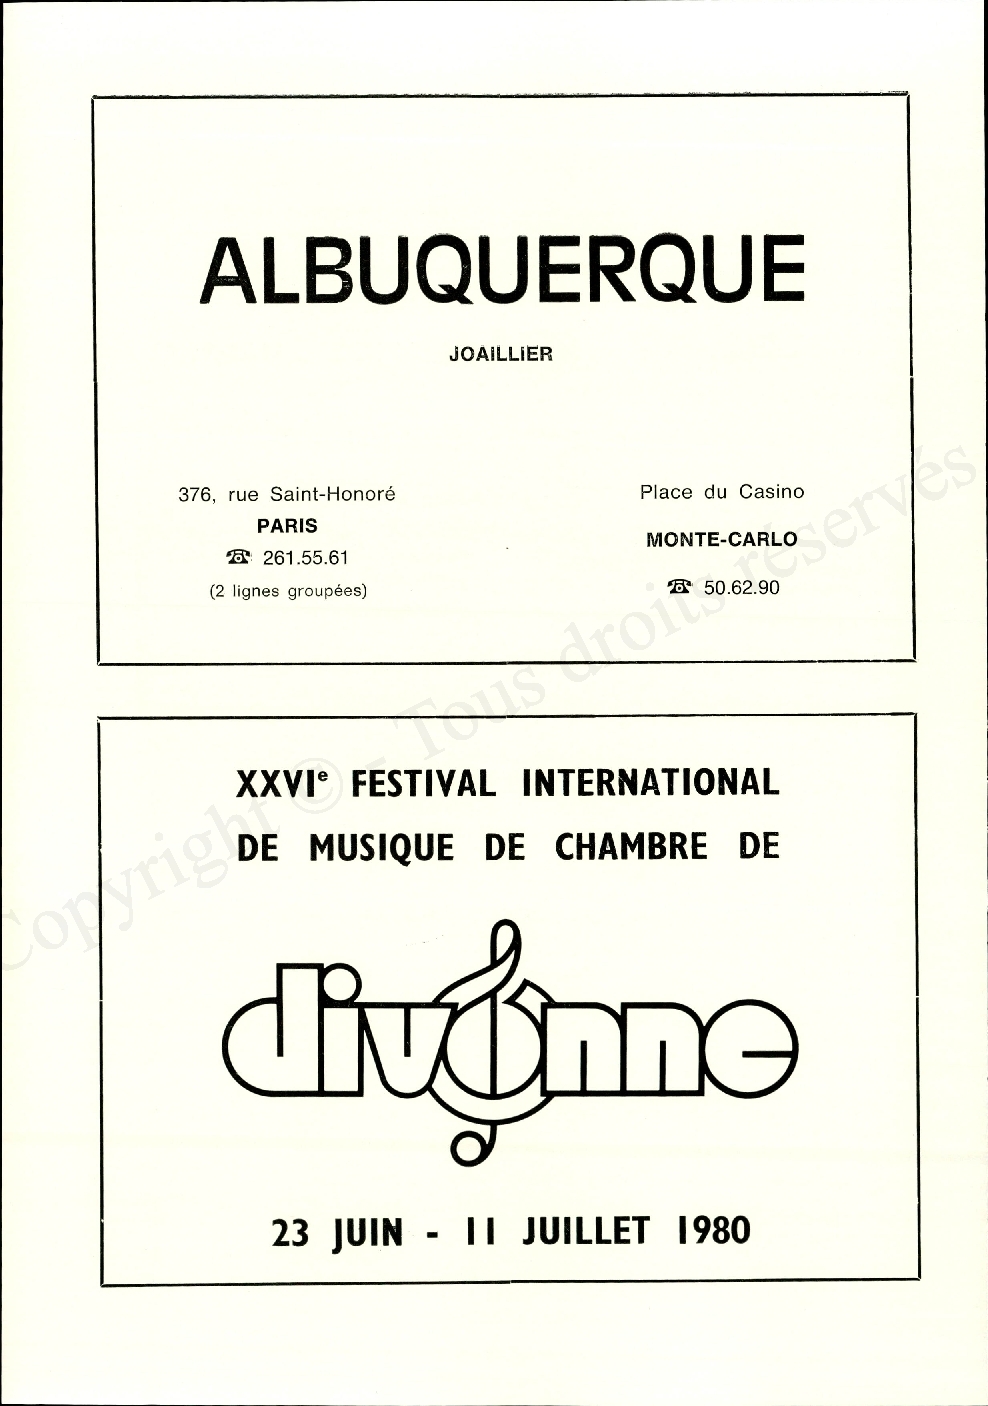 ALBUQUERQUE
JOAILLIER
376, rue Saint-Honoré
PARIS
☎ 261.55.61
(2 lignes groupées)
Place du Casino
MONTE-CARLO
☎ 50.62.90
XXVIe FESTIVAL INTERNATIONAL
DE MUSIQUE DE CHAMBRE DE
divonne
23 JUIN - 11 JUILLET 1980
Copyright © - Tous droits réservés